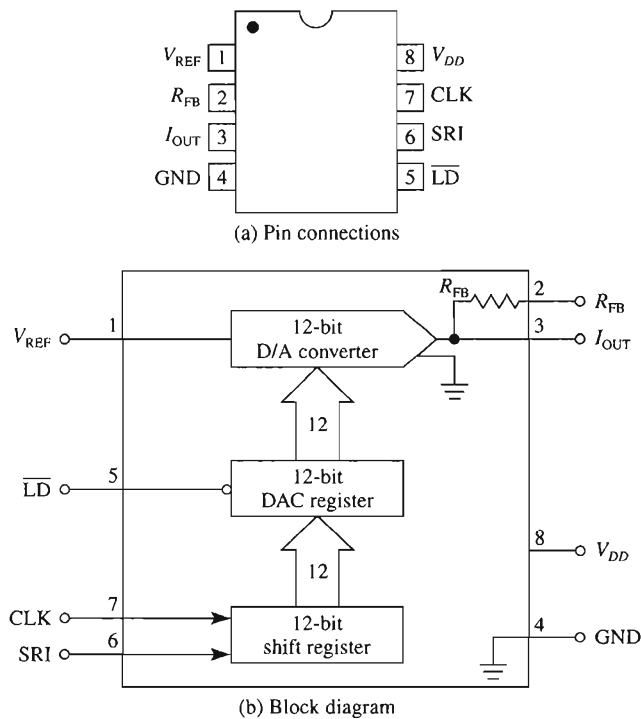 V_REF 1 8 V_DD
R_FB 2 7 CLK
I_OUT 3 6 SRI
GND 4 5 L̅D̅
(a) Pin connections
R_FB 2 R_FB
V_REF 1 12-bit 3 I_OUT
D/A converter
12
L̅D̅ 5 12-bit
DAC register
8 V_DD
12
CLK 7 12-bit 4 GND
SRI 6 shift register
(b) Block diagram